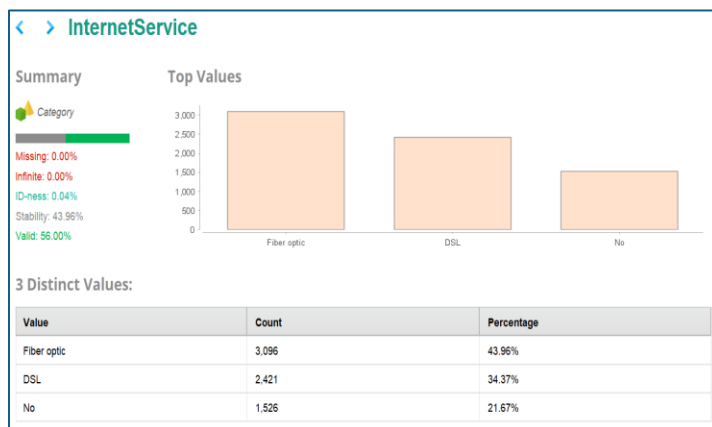 InternetService
Summary
Top Values
Category
Missing: 0.00%
Infinite: 0.00%
ID-ness: 0.04%
Stability: 43.96%
Valid: 56.00%
3,000
2,500
2,000
1,500
1,000
500
0
Fiber optic DSL No
3 Distinct Values:
Value Count Percentage
Fiber optic 3,096 43.96%
DSL 2,421 34.37%
No 1,526 21.67%